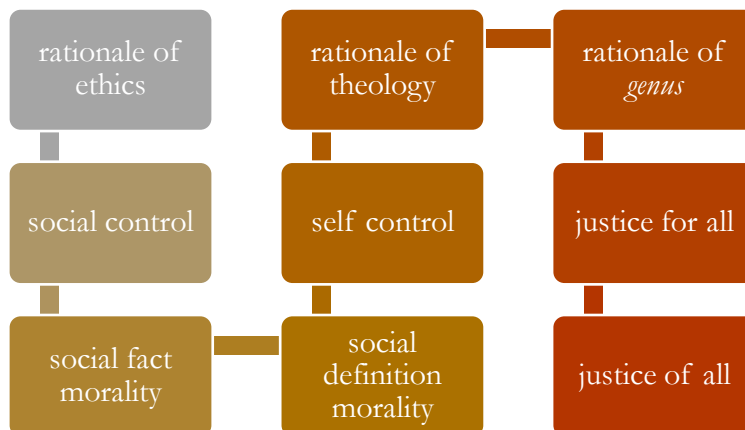 rationale of
ethics
social control
social fact
morality
social
definition
morality
self control
rationale of
theology
rationale of
genus
justice for all
justice of all